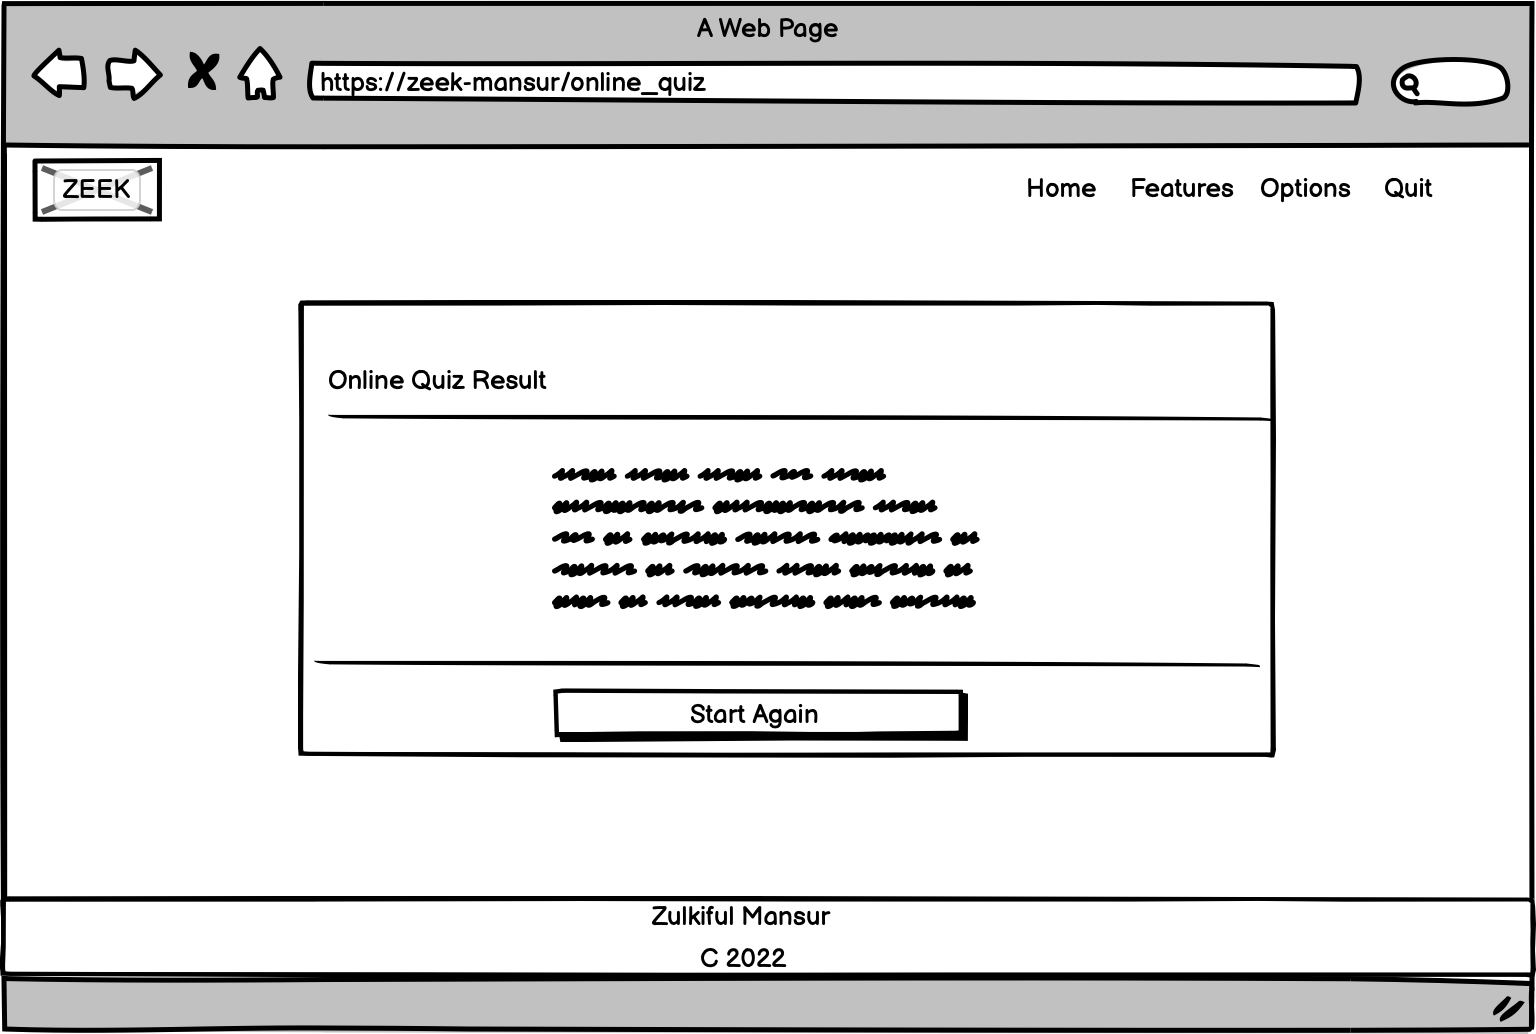 A Web Page
https://zeek-mansur/online_quiz
ZEEK
Home Features Options Quit
Online Quiz Result
Start Again
Zulkiful Mansur
C 2022